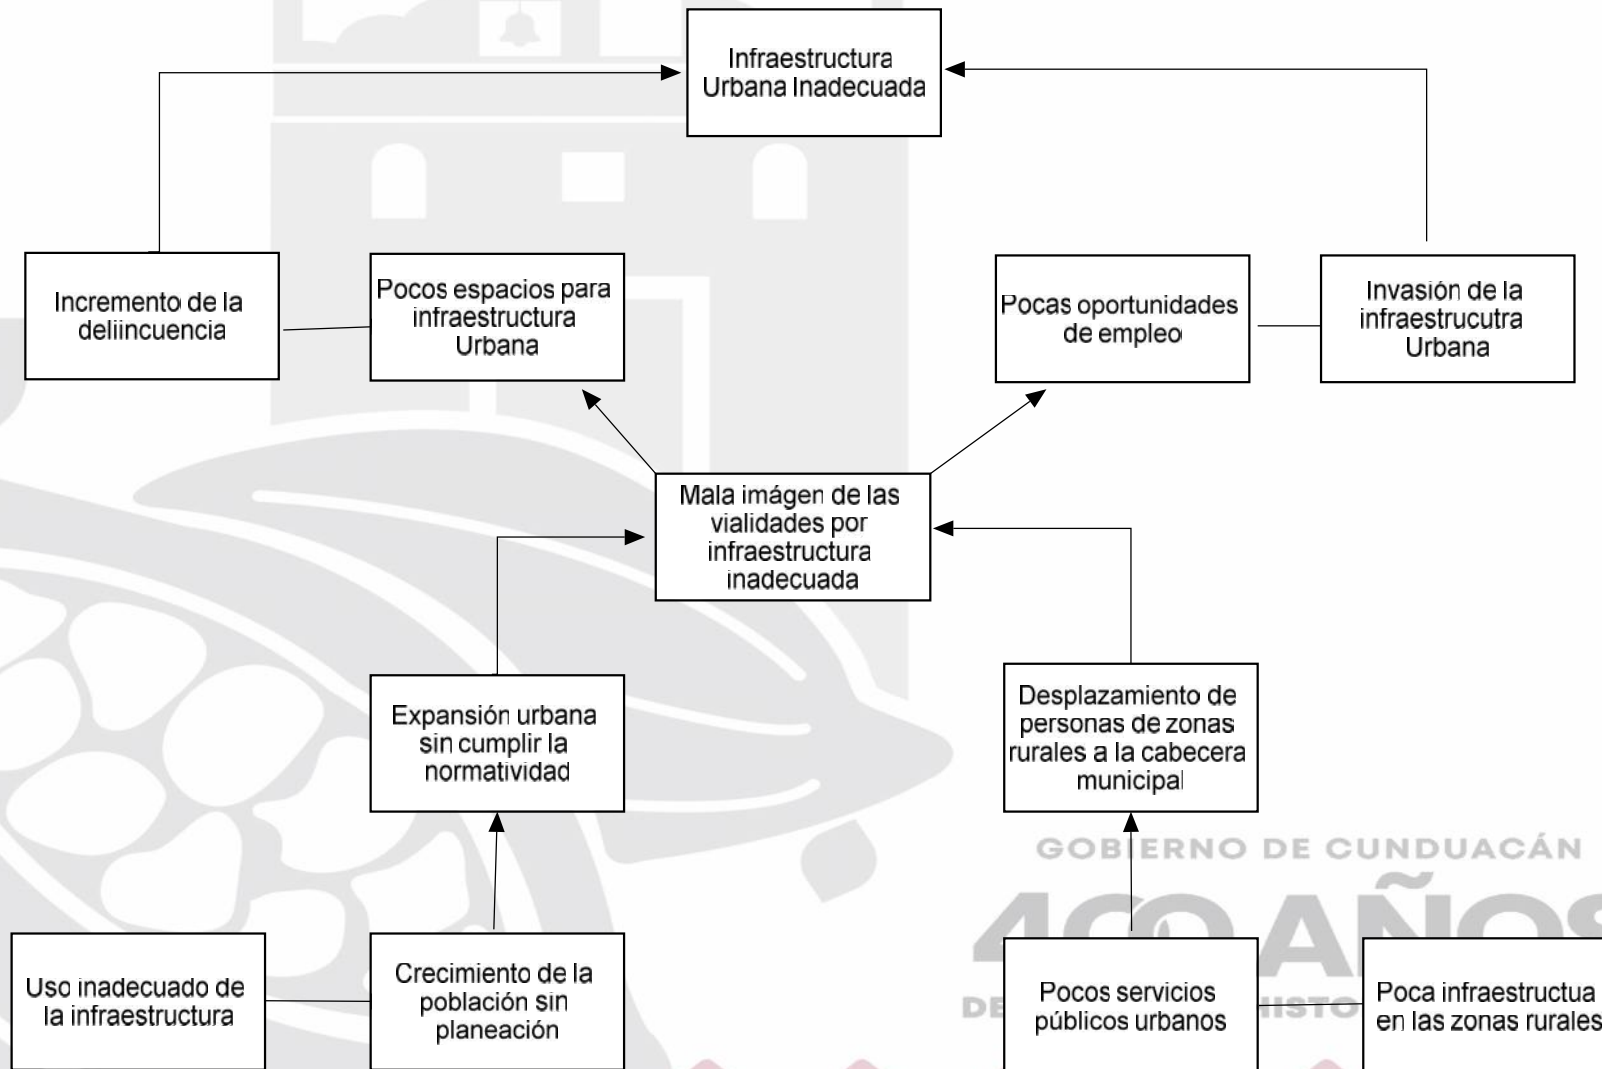 Infraestructura
Urbana Inadecuada
Incremento de la
deliincuencia
Pocos espacios para
infraestructura
Urbana
Pocas oportunidades
de empleo
Invasión de la
infraestrucutra
Urbana
Mala imágen de las
vialidades por
infraestructura
inadecuada
Expansión urbana
sin cumplir la
normatividad
Desplazamiento de
personas de zonas
rurales a la cabecera
municipal
GOBIERNO DE CUNDUACÁN
400 AÑOS
Uso inadecuado de
la infraestructura
Crecimiento de la
población sin
planeación
Pocos servicios
públicos urbanos
Poca infraestructua
en las zonas rurales